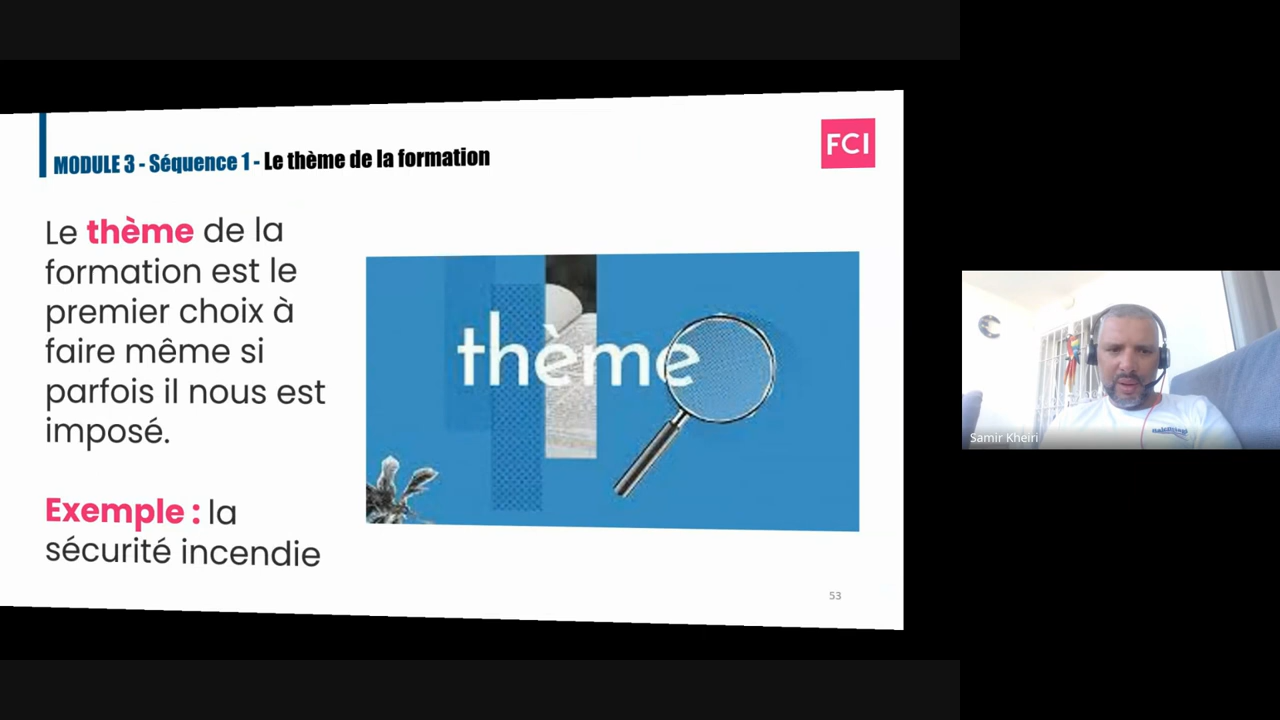 MODULE 3 - Séquence 1 - Le thème de la formation
FCI
Le thème de la
formation est le
premier choix à
faire même si
parfois il nous est
imposé.
Exemple : la
sécurité incendie
thème
53
Samir Kheiri